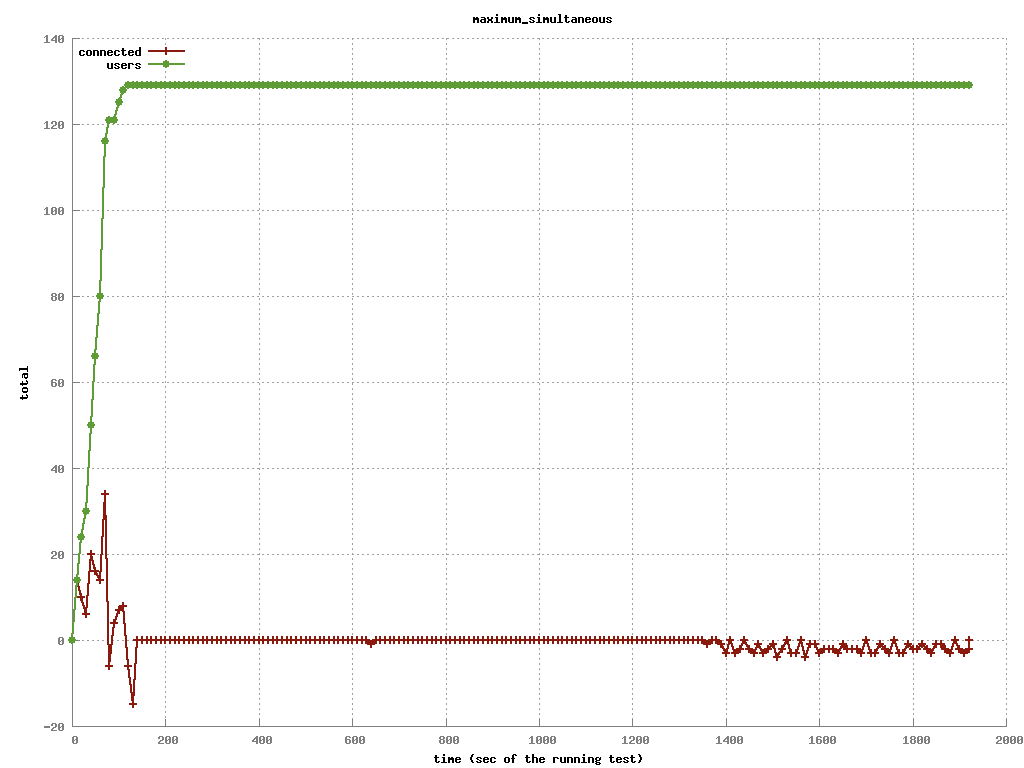 maximum_simultaneous
140
connected
users
120
100
80
60
total
40
20
0
-20
0 200 400 600 800 1000 1200 1400 1600 1800 2000
time (sec of the running test)